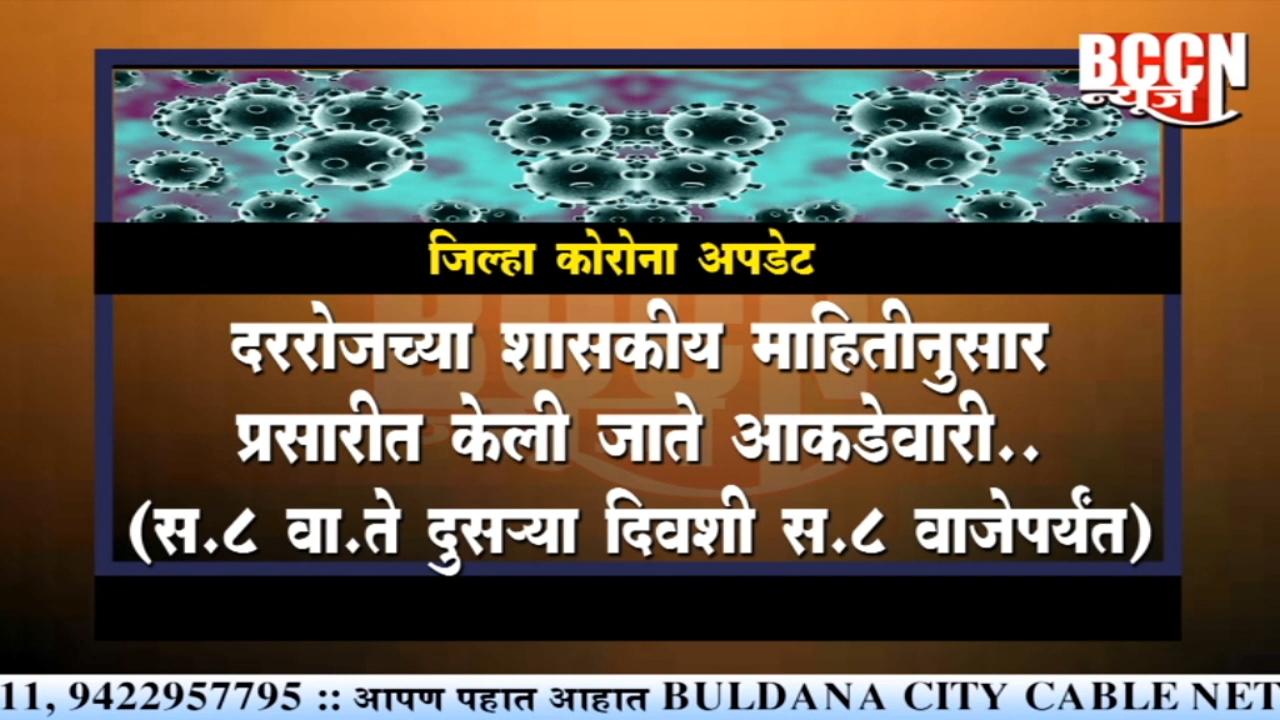 BCCN
न्यूज
जिल्हा कोरोना अपडेट
दररोजच्या शासकीय माहितीनुसार
प्रसारीत केली जाते आकडेवारी..
(स.८ वा.ते दुसऱ्या दिवशी स.८ वाजेपर्यंत)
11, 9422957795 :: आपण पहात आहात BULDANA CITY CABLE NET